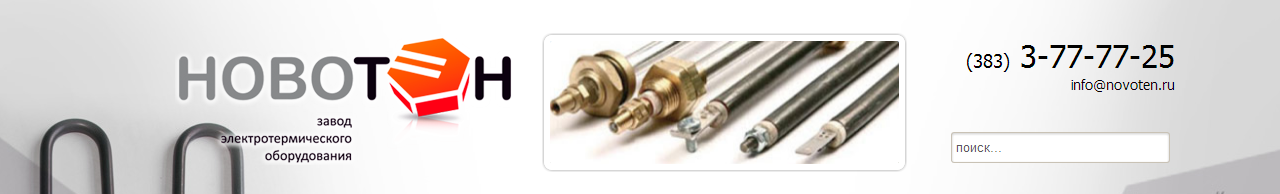 НОВОТЭН
завод
электротермического
оборудования
(383) 3-77-77-25
info@novoten.ru
поиск...